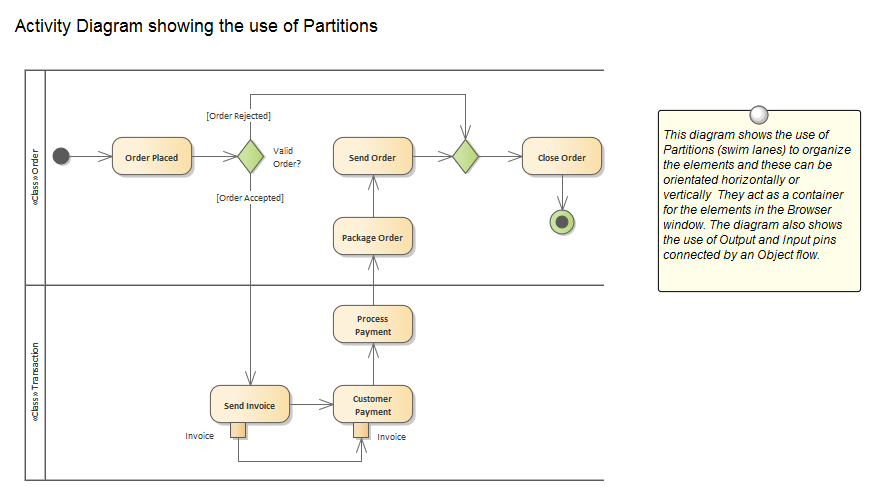 Activity Diagram showing the use of Partitions
«Class» Order
Order Placed
[Order Rejected]
Valid
Order?
[Order Accepted]
Send Order
Close Order
Package Order
«Class» Transaction
Process
Payment
Send Invoice
Customer
Payment
Invoice
Invoice
This diagram shows the use of
Partitions (swim lanes) to organize
the elements and these can be
orientated horizontally or
vertically  They act as a container
for the elements in the Browser
window. The diagram also shows
the use of Output and Input pins
connected by an Object flow.